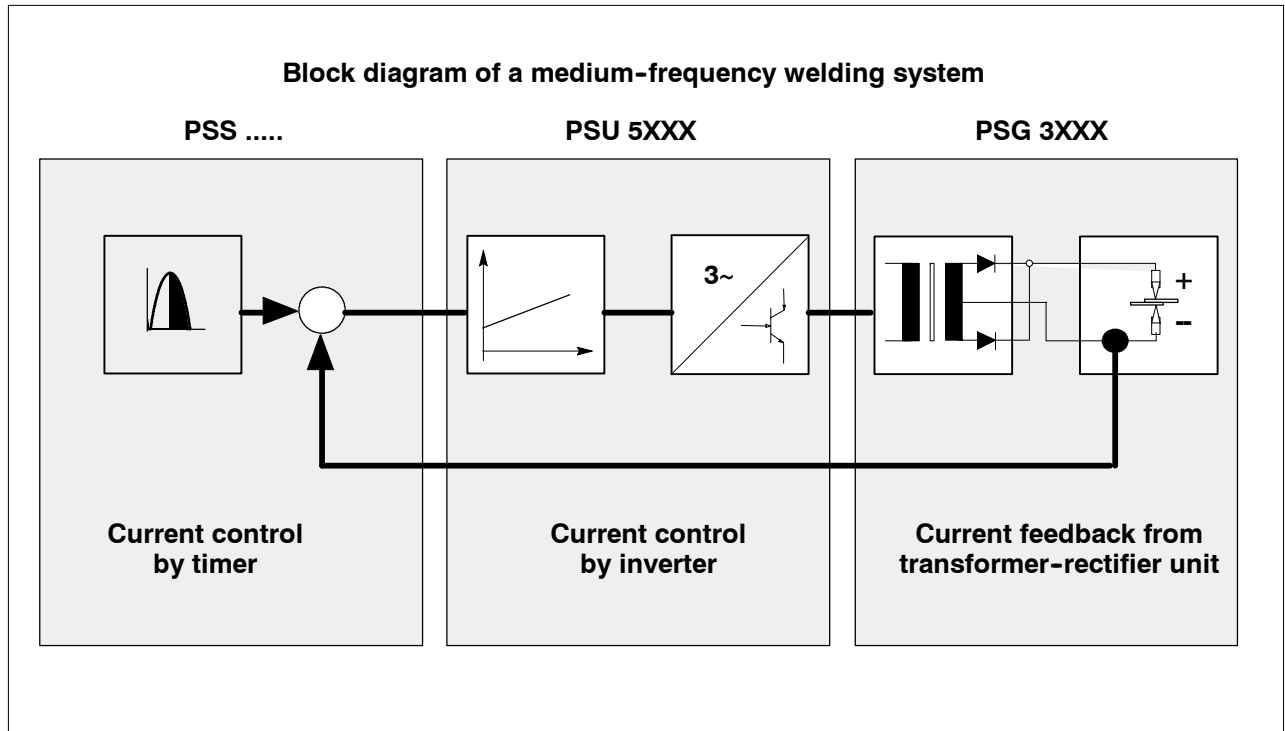 Block diagram of a medium-frequency welding system
PSS .....
PSU 5XXX
PSG 3XXX
3~
+
--
Current control
by timer
Current control
by inverter
Current feedback from
transformer-rectifier unit